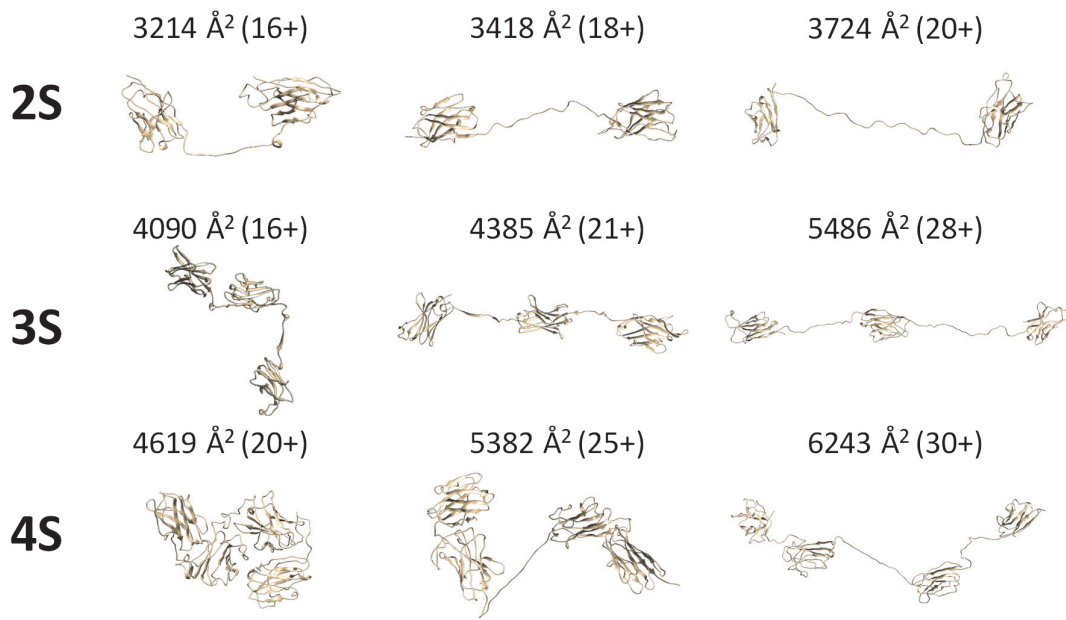 3214 Å² (16+) 3418 Å² (18+) 3724 Å² (20+)
2S
4090 Å² (16+) 4385 Å² (21+) 5486 Å² (28+)
3S
4619 Å² (20+) 5382 Å² (25+) 6243 Å² (30+)
4S